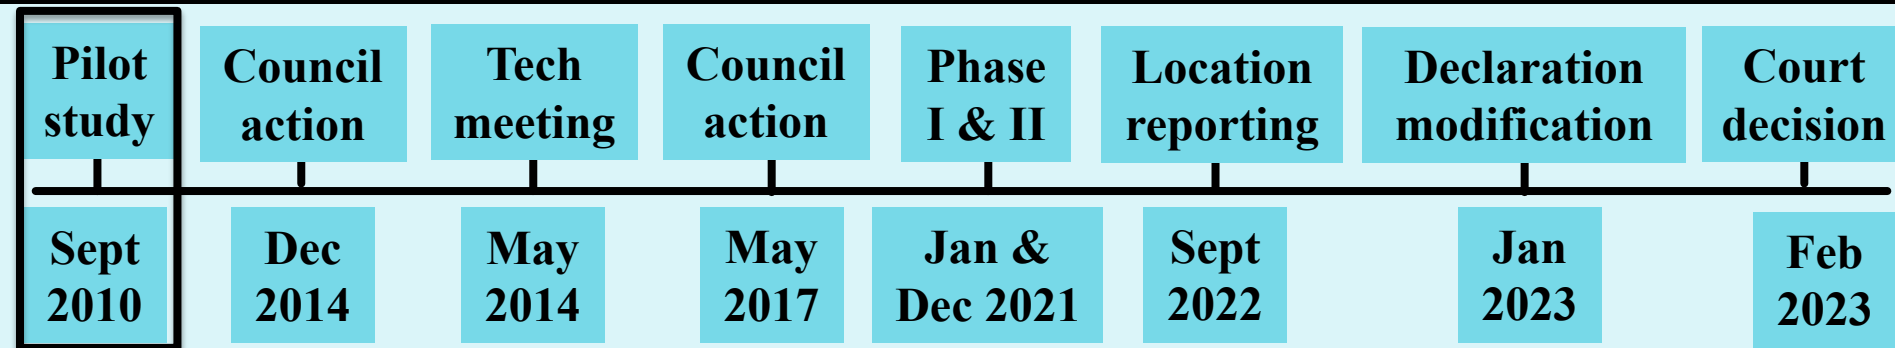 Pilot
study
Council
action
Tech
meeting
Council
action
Phase
I & II
Location
reporting
Declaration
modification
Court
decision
Sept
2010
Dec
2014
May
2014
May
2017
Jan &
Dec 2021
Sept
2022
Jan
2023
Feb
2023